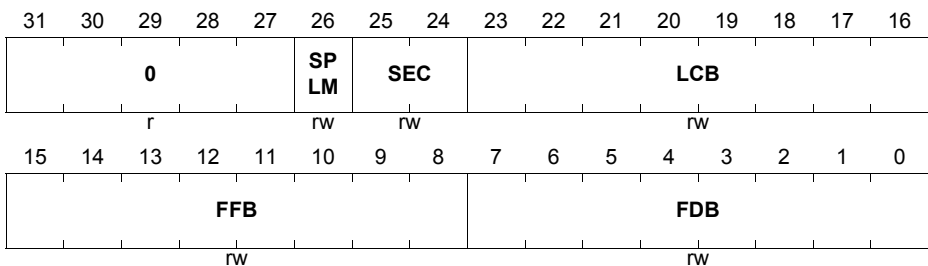 31 30 29 28 27 26 25 24 23 22 21 20 19 18 17 16
0 SP LM SEC LCB
r rw rw rw
15 14 13 12 11 10 9 8 7 6 5 4 3 2 1 0
FFB FDB
rw rw